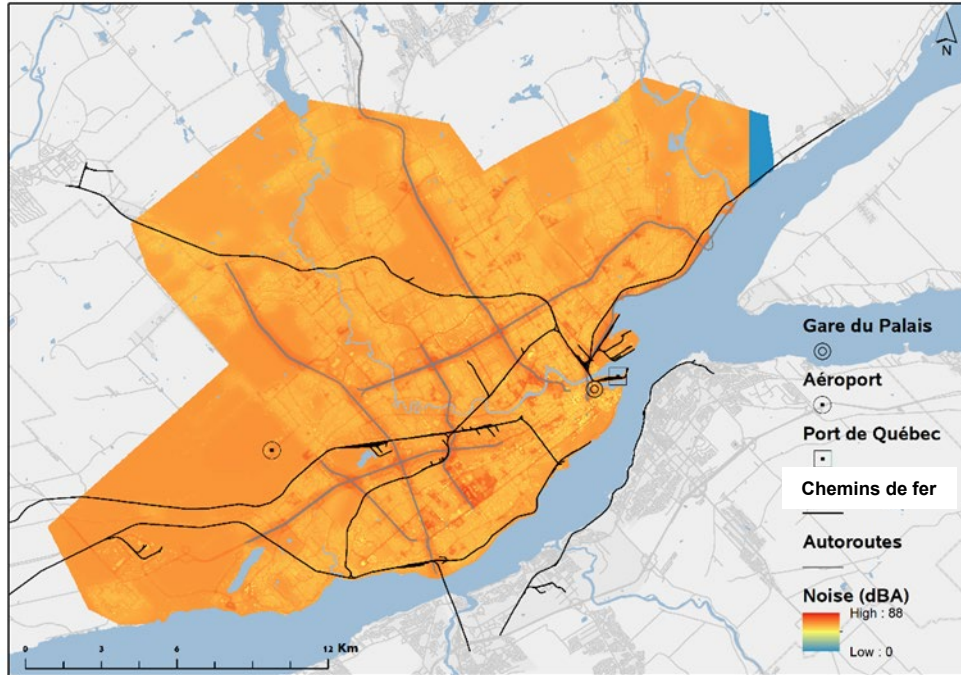 N
Gare du Palais
Aéroport
Port de Québec
Chemins de fer
Autoroutes
Noise (dBA)
High : 88
Low : 0
0 3 6 12 Km